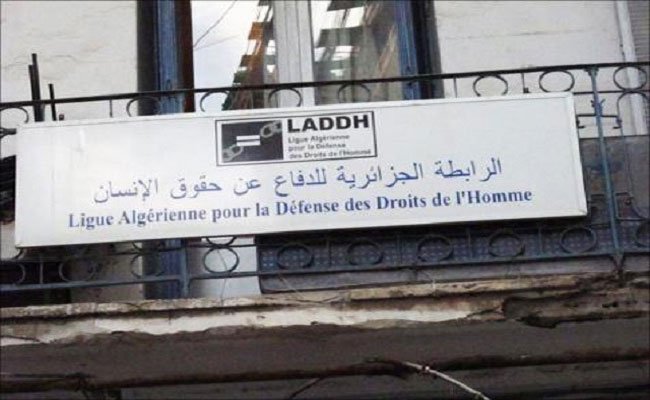 LADDH
Ligue Algérienne
pour la Défense
des Droits de l'Homme
الرابطة الجزائرية للدفاع عن حقوق الإنسان
Ligue Algérienne pour la Défense des Droits de l'Homme